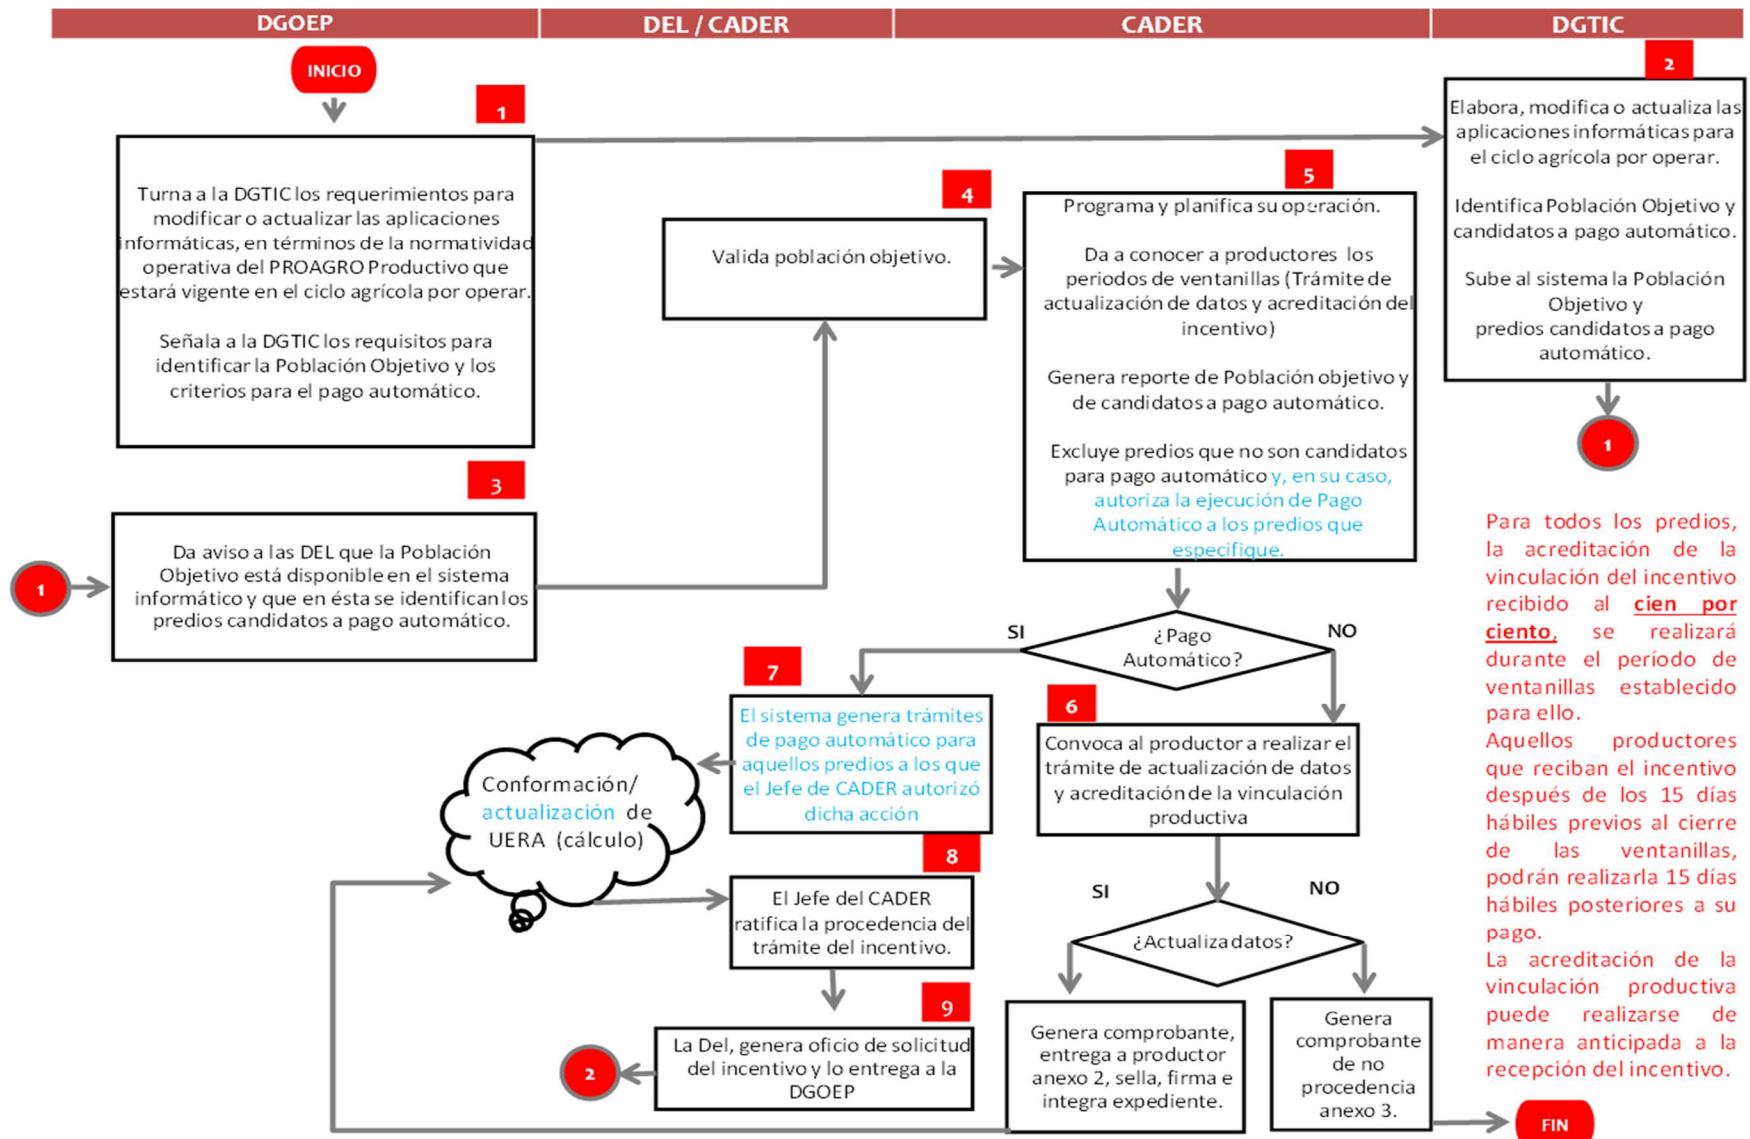 DGOEP
DEL / CADER
CADER
DGTIC
INICIO
1
Turna a la DGTIC los requerimientos para
modificar o actualizar las aplicaciones
informáticas, en términos de la normatividad
operativa del PROAGRO Productivo que
estará vigente en el ciclo agrícola por operar.
Señala a la DGTIC los requisitos para
identificar la Población Objetivo y los
criterios para el pago automático.
2
Elabora, modifica o actualiza las
aplicaciones informáticas para
el ciclo agrícola por operar.
Identifica Población Objetivo y
candidatos a pago automático.
Sube al sistema la Población
Objetivo y
predios candidatos a pago
automático.
1
3
1
Da aviso a las DEL que la Población
Objetivo está disponible en el sistema
informático y que en ésta se identifican los
predios candidatos a pago automático.
4
Valida población objetivo.
5
Programa y planifica su operación.
Da a conocer a productores los
periodos de ventanillas (Trámite de
actualización de datos y acreditación del
incentivo)
Genera reporte de Población objetivo y
de candidatos a pago automático.
Excluye predios que no son candidatos
para pago automático y, en su caso,
autoriza la ejecución de Pago
Automático a los predios que
especifique.
SI
¿Pago
Automático?
NO
6
Convoca al productor a realizar el
trámite de actualización de datos
y acreditación de la vinculación
productiva
7
El sistema genera trámites
de pago automático para
aquellos predios a los que
el Jefe de CADER autorizó
dicha acción
Conformación/
actualización de
UERA (cálculo)
8
El Jefe del CADER
ratifica la procedencia del
trámite del incentivo.
9
La Del, genera oficio de solicitud
del incentivo y lo entrega a la
DGOEP
2
SI
NO
¿Actualiza datos?
Genera comprobante,
entrega a productor
anexo 2, sella, firma e
integra expediente.
Genera
comprobante
de no
procedencia
anexo 3.
FIN
Para todos los predios,
la acreditación de la
vinculación del incentivo
recibido al cien por
ciento, se realizará
durante el período de
ventanillas establecido
para ello.
Aquellos productores
que reciban el incentivo
después de los 15 días
hábiles previos al cierre
de las ventanillas,
podrán realizarla 15 días
hábiles posteriores a su
pago.
La acreditación de la
vinculación productiva
puede realizarse de
manera anticipada a la
recepción del incentivo.